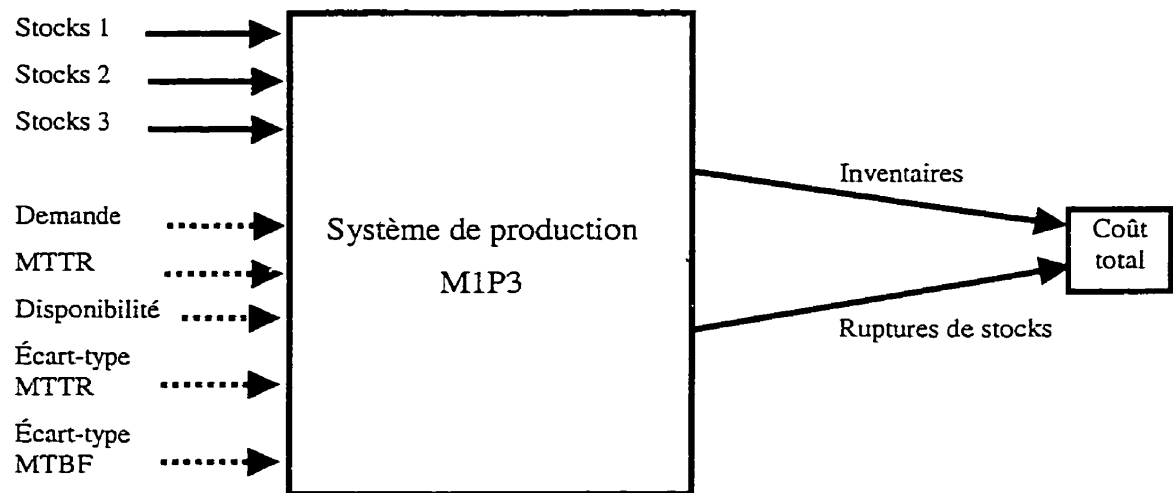 Stocks 1
Stocks 2
Stocks 3
Demande
MTTR
Disponibilité
Écart-type
MTTR
Écart-type
MTBF
Système de production
M1P3
Inventaires
Ruptures de stocks
Coût
total